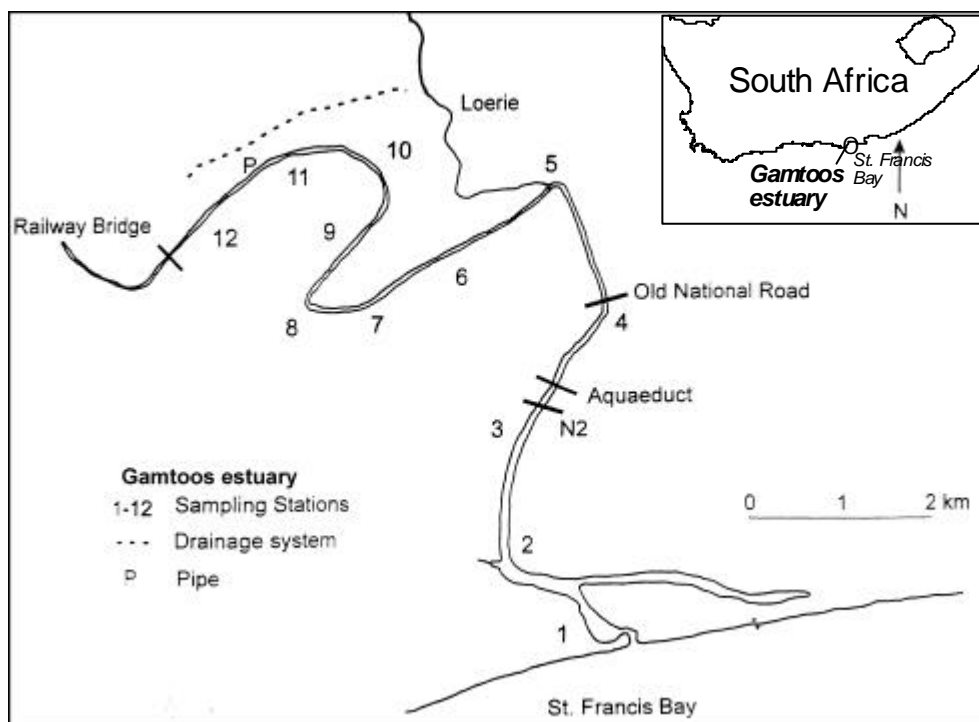 South Africa
St. Francis
Bay
Gamtoos
estuary
N
Loerie
10
P
11
5
Railway Bridge
12
9
6
Old National Road
8
7
4
Aquaeduct
3
N2
Gamtoos estuary
1-12 Sampling Stations
- - - - Drainage system
P Pipe
0 1 2 km
2
1
St. Francis Bay